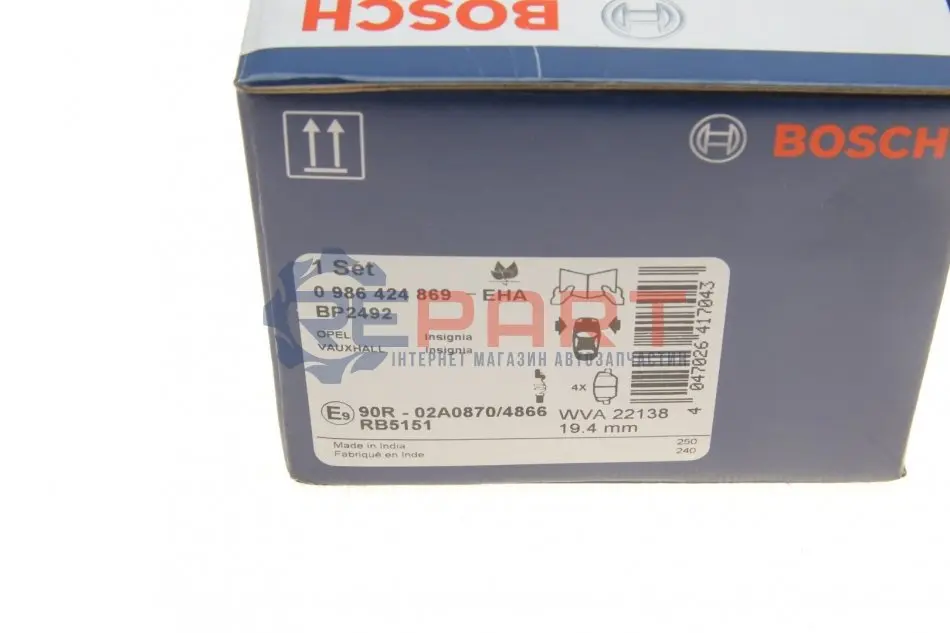 BOSCH
BOSCH
1 Set
0 986 424 869 EHA
BP2492
OPEL Insignia
VAUXHALL Insignia
EPART
ІНТЕРНЕТ МАГАЗИН АВТОЗАПЧАСТИН
4X
4 047026 417043
E9 90R - 02A0870/4866 WVA 22138
RB5151 19.4 mm
Made in India 250
Fabriqué en Inde 240